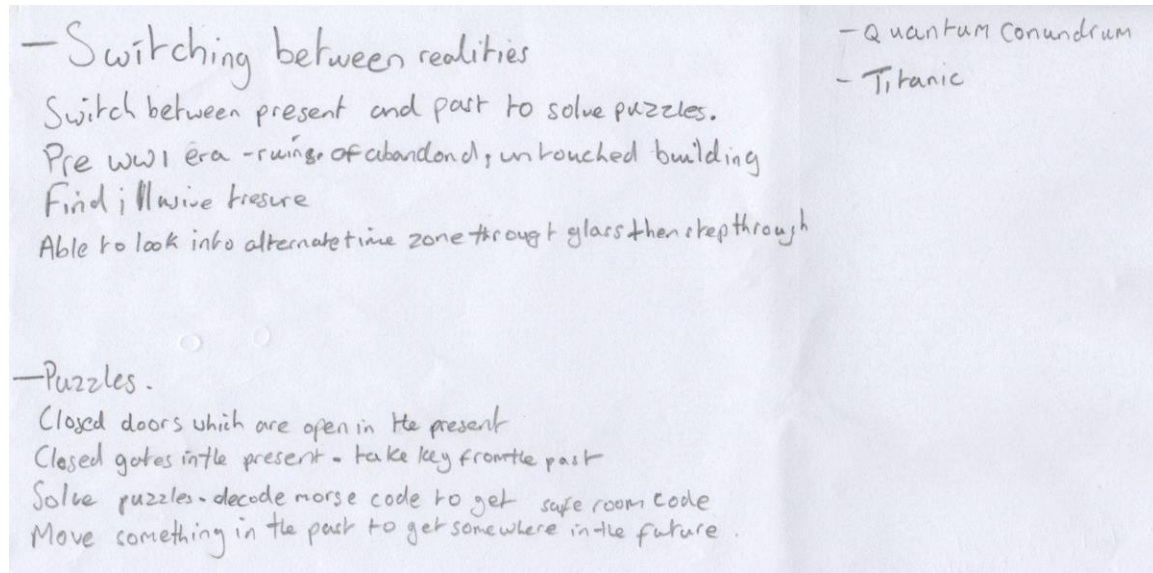 - Switching between realities
Switch between present and past to solve puzzles.
Pre WW1 era - ruins of abandond, untouched building
Find illusive tresure
Able to look into alternate time zone througt glass then step through
- Puzzles.
Closed doors which are open in the present
Closed gates in the present - take key from the past
Solve puzzles - decode morse code to get safe room code
Move something in the past to get somewhere in the future.
- Quantum Conundrum
- Titanic